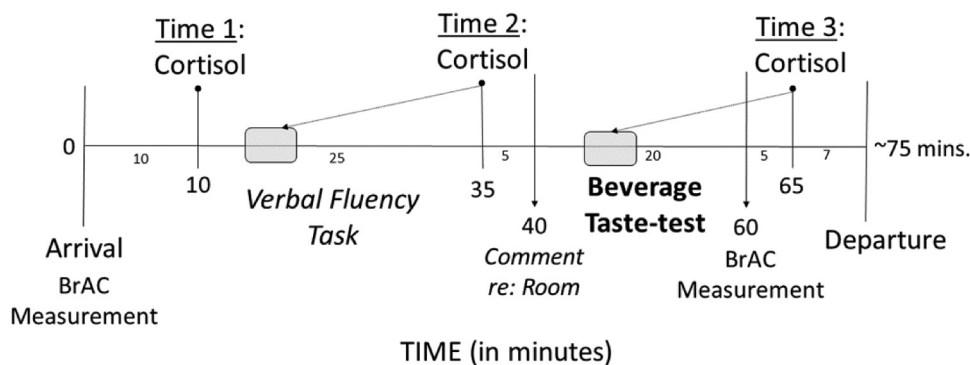 Time 1:
Cortisol
Time 2:
Cortisol
Time 3:
Cortisol
0
10
25
5
20
5
7
~75 mins.
10
35
40
60
65
Verbal Fluency
Task
Beverage
Taste-test
Comment
re: Room
Arrival
BrAC
Measurement
BrAC
Measurement
Departure
TIME (in minutes)